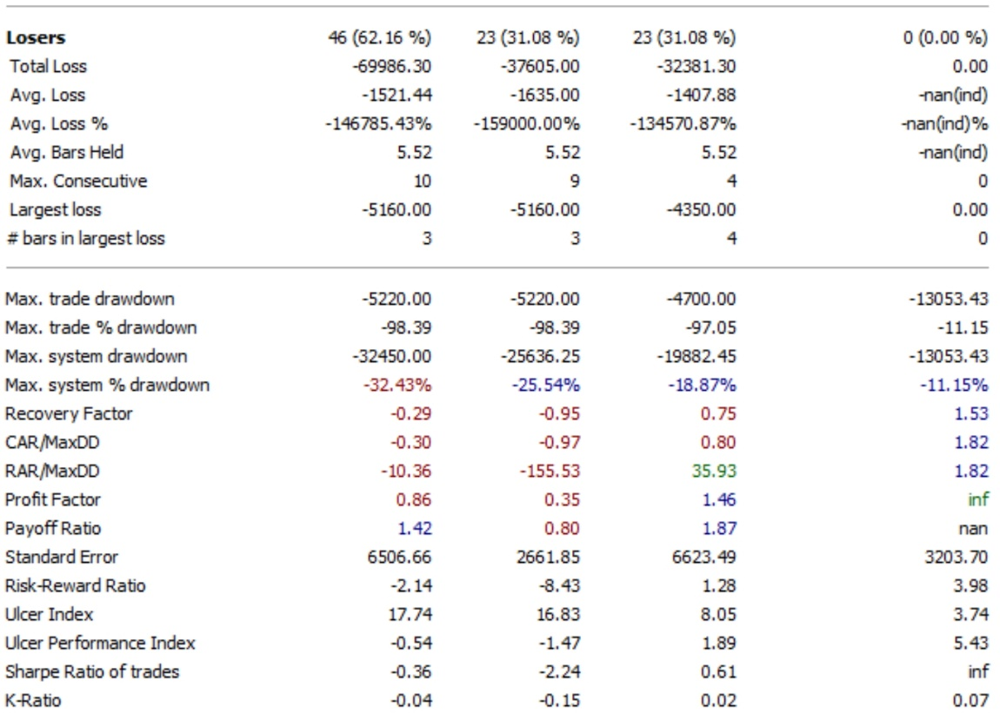 Losers 46 (62.16 %) 23 (31.08 %) 23 (31.08 %) 0 (0.00 %)
Total Loss -69986.30 -37605.00 -32381.30 0.00
Avg. Loss -1521.44 -1635.00 -1407.88 -nan(ind)
Avg. Loss % -146785.43% -159000.00% -134570.87% -nan(ind)%
Avg. Bars Held 5.52 5.52 5.52 -nan(ind)
Max. Consecutive 10 9 4 0
Largest loss -5160.00 -5160.00 -4350.00 0.00
# bars in largest loss 3 3 4 0
Max. trade drawdown -5220.00 -5220.00 -4700.00 -13053.43
Max. trade % drawdown -98.39 -98.39 -97.05 -11.15
Max. system drawdown -32450.00 -25636.25 -19882.45 -13053.43
Max. system % drawdown -32.43% -25.54% -18.87% -11.15%
Recovery Factor -0.29 -0.95 0.75 1.53
CAR/MaxDD -0.30 -0.97 0.80 1.82
RAR/MaxDD -10.36 -155.53 35.93 1.82
Profit Factor 0.86 0.35 1.46 inf
Payoff Ratio 1.42 0.80 1.87 nan
Standard Error 6506.66 2661.85 6623.49 3203.70
Risk-Reward Ratio -2.14 -8.43 1.28 3.98
Ulcer Index 17.74 16.83 8.05 3.74
Ulcer Performance Index -0.54 -1.47 1.89 5.43
Sharpe Ratio of trades -0.36 -2.24 0.61 inf
K-Ratio -0.04 -0.15 0.02 0.07